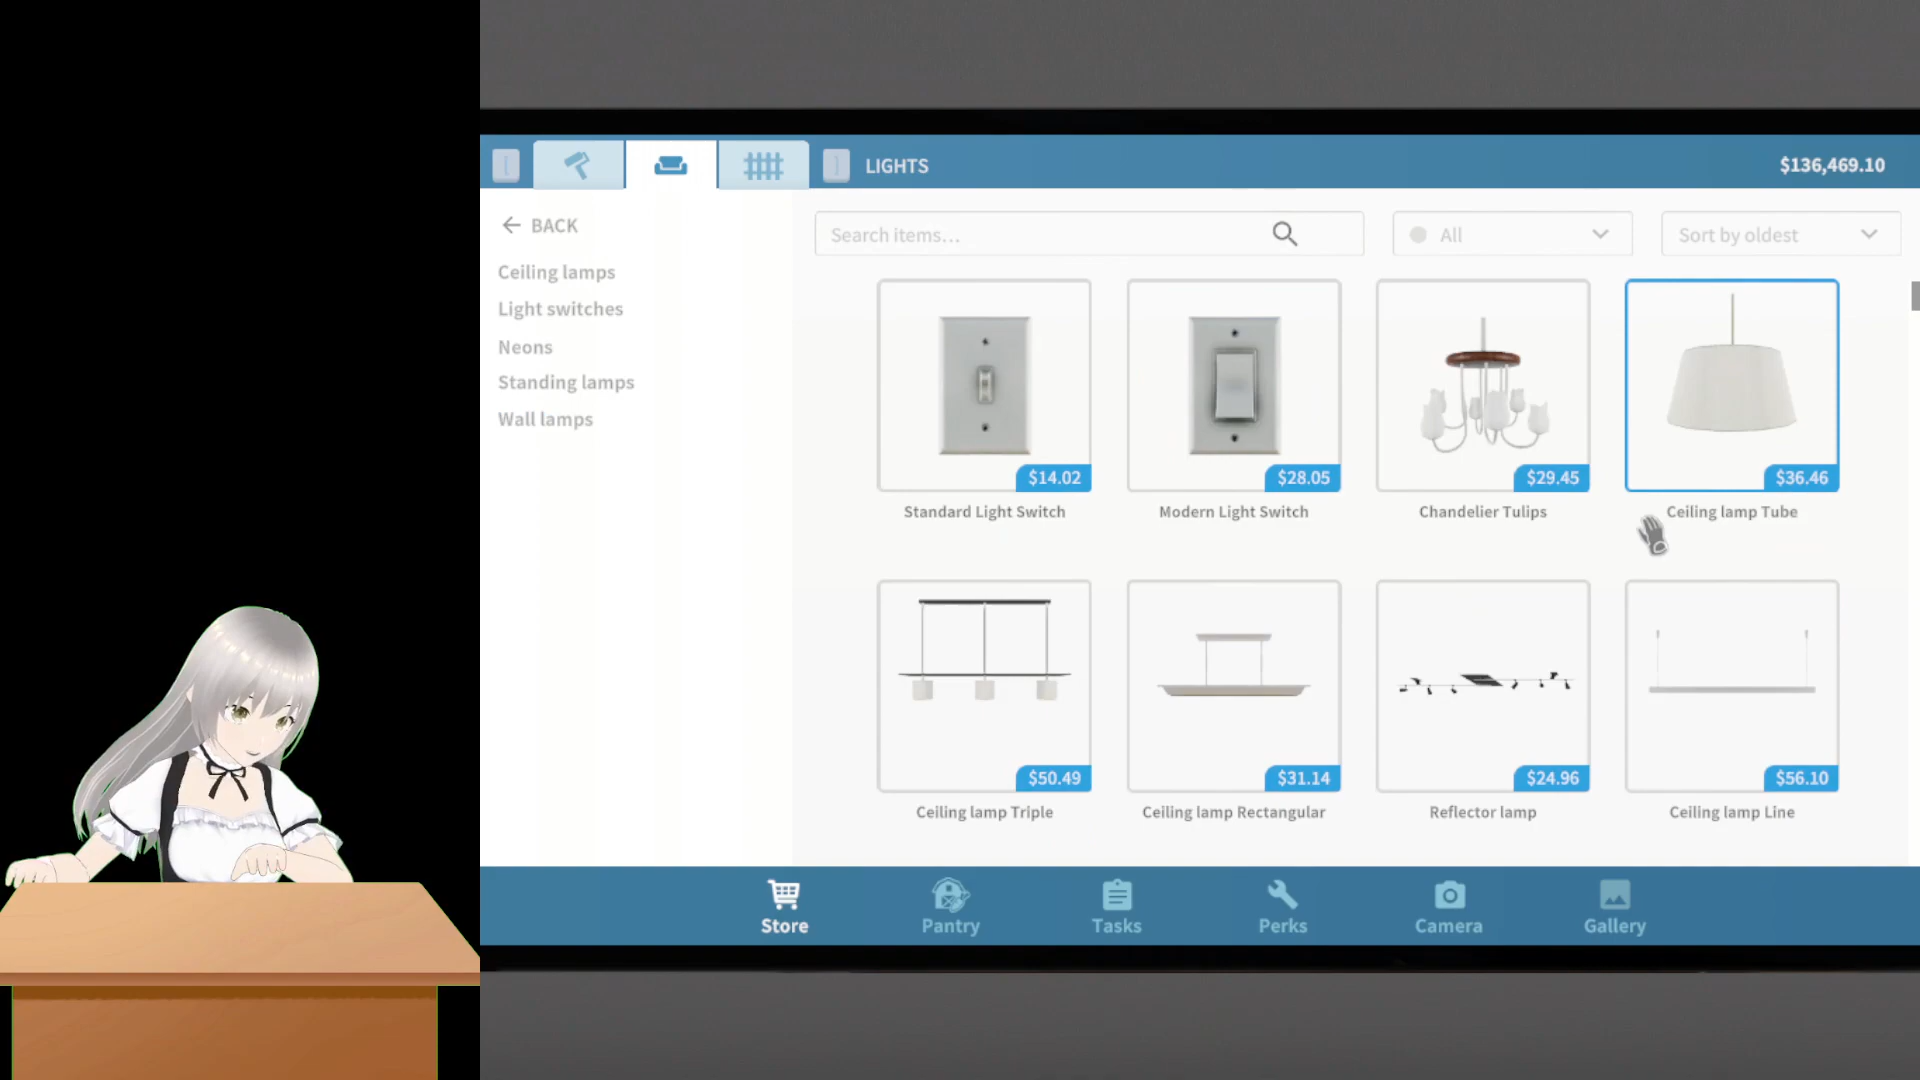 LIGHTS
$136,469.10
BACK
Search items...
All
Sort by oldest
Ceiling lamps
Light switches
Neons
Standing lamps
Wall lamps
$14.02
$28.05
$29.45
$36.46
Standard Light Switch
Modern Light Switch
Chandelier Tulips
Ceiling lamp Tube
$50.49
$31.14
$24.96
$56.10
Ceiling lamp Triple
Ceiling lamp Rectangular
Reflector lamp
Ceiling lamp Line
Store
Pantry
Tasks
Perks
Camera
Gallery